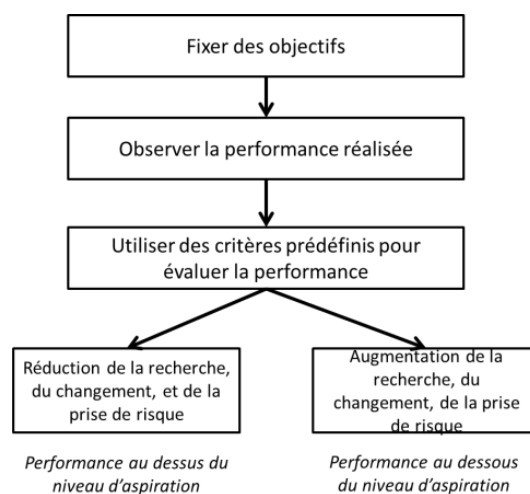 Fixer des objectifs
Observer la performance réalisée
Utiliser des critères prédéfinis pour
évaluer la performance
Réduction de la recherche,
du changement, et de la
prise de risque
Augmentation de la
recherche, du
changement, de la prise
de risque
Performance au dessus du
niveau d'aspiration
Performance au dessous
du niveau d'aspiration